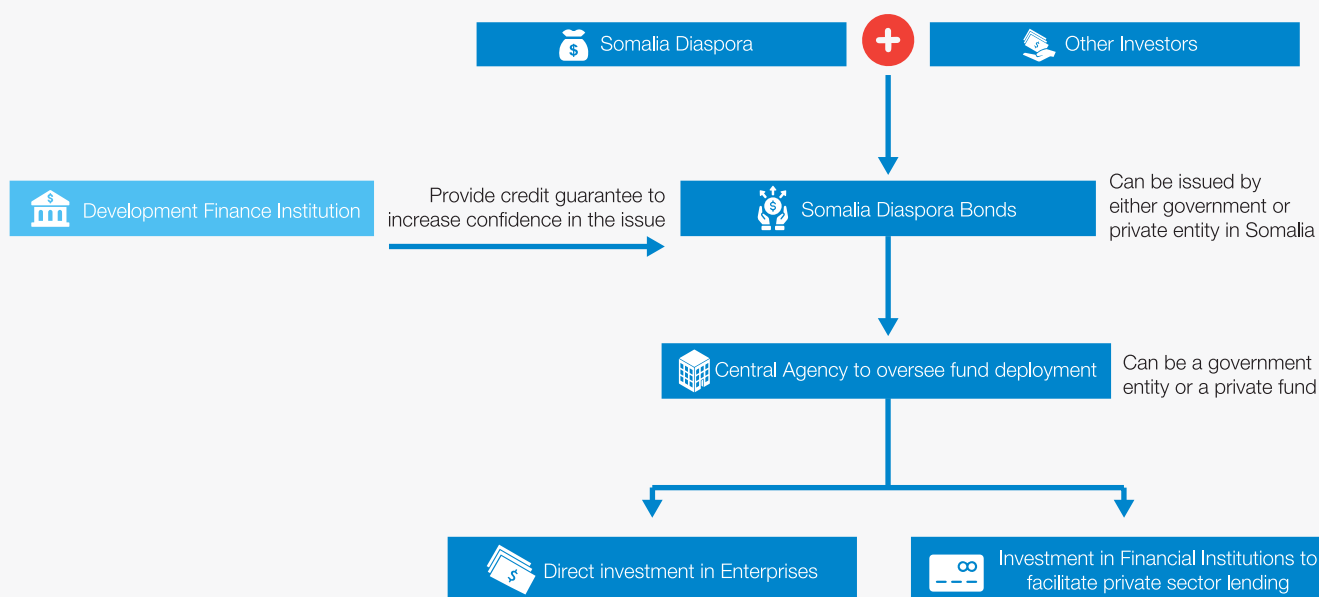 Somalia Diaspora
Other Investors
Development Finance Institution
Provide credit guarantee to
increase confidence in the issue
Somalia Diaspora Bonds
Can be issued by
either government or
private entity in Somalia
Central Agency to oversee fund deployment
Can be a government
entity or a private fund
Direct investment in Enterprises
Investment in Financial Institutions to
facilitate private sector lending